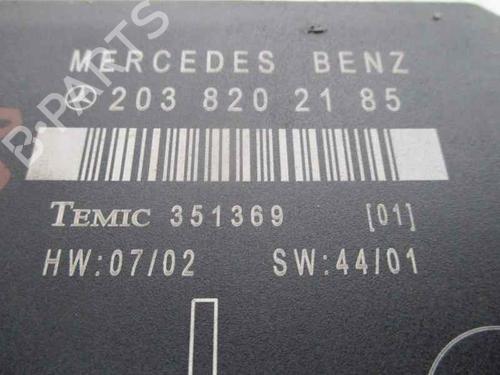 MERCEDES BENZ
203 820 21 85
TEMIC 351369 [01]
HW:07/02 SW:44/01
B-PARTS